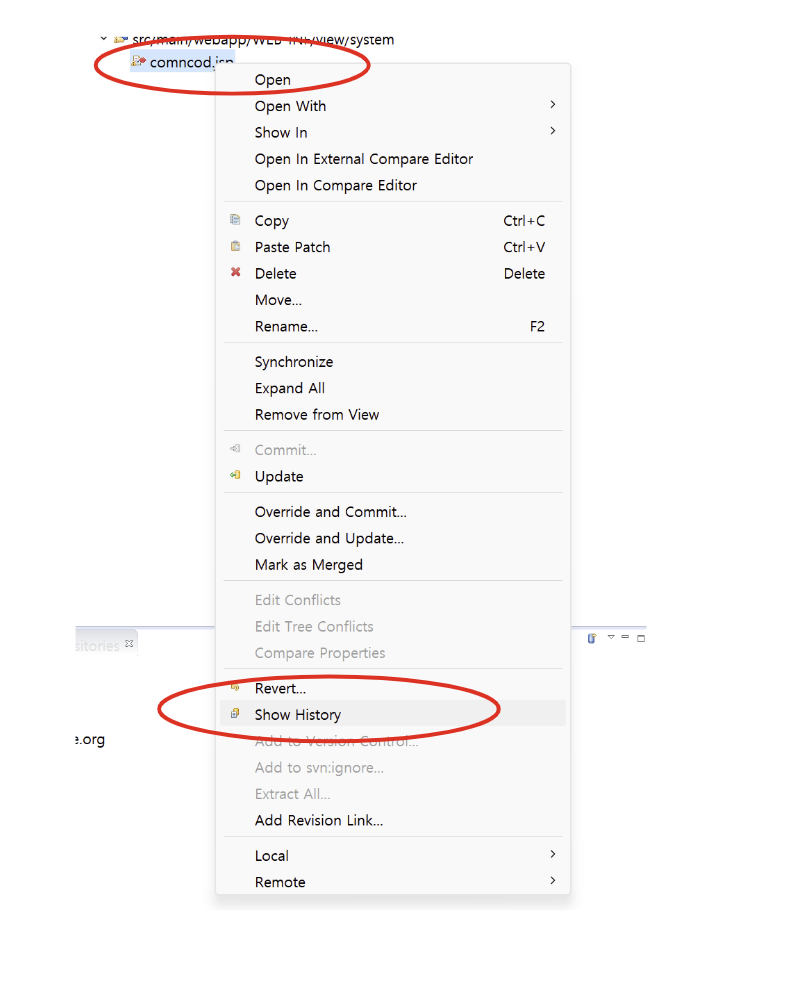 src/main/webapp/WEB-INF/view/system
comncod.jsp
Open
Open With
Show In
Open In External Compare Editor
Open In Compare Editor
Copy Ctrl+C
Paste Patch Ctrl+V
Delete Delete
Move...
Rename... F2
Synchronize
Expand All
Remove from View
Commit...
Update
Override and Commit...
Override and Update...
Mark as Merged
Edit Conflicts
Edit Tree Conflicts
sitories
Compare Properties
Revert...
Show History
e.org
Add to Version Control...
Add to svn:ignore...
Extract All...
Add Revision Link...
Local
Remote